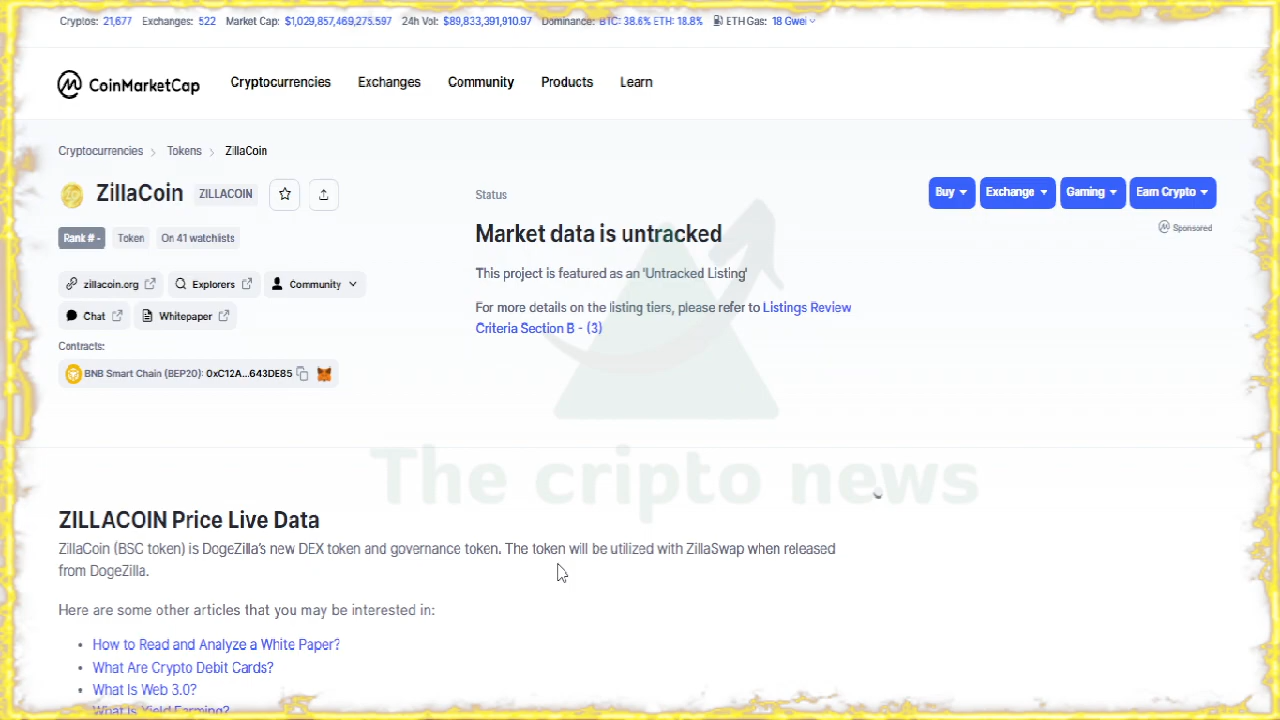 Cryptos: 21,677 Exchanges: 522 Market Cap: $1,029,857,469,275.597 24h Vol: $89,833,391,910.97 Dominance: BTC: 38.6% ETH: 18.8% ETH Gas: 18 Gwei
CoinMarketCap Cryptocurrencies Exchanges Community Products Learn
Cryptocurrencies Tokens ZillaCoin
ZillaCoin ZILLACOIN
Rank # - Token On 41 watchlists
zillacoin.org Explorers Community
Chat Whitepaper
Contracts:
BNB Smart Chain (BEP20): 0xC12A...643DE85
Status
Market data is untracked
This project is featured as an 'Untracked Listing'
For more details on the listing tiers, please refer to Listings Review
Criteria Section B - (3)
Buy Exchange Gaming Earn Crypto
Sponsored
The cripto news
ZILLACOIN Price Live Data
ZillaCoin (BSC token) is DogeZilla's new DEX token and governance token. The token will be utilized with ZillaSwap when released
from DogeZilla.
Here are some other articles that you may be interested in:
• How to Read and Analyze a White Paper?
• What Are Crypto Debit Cards?
• What Is Web 3.0?
What Is Yield Farming?